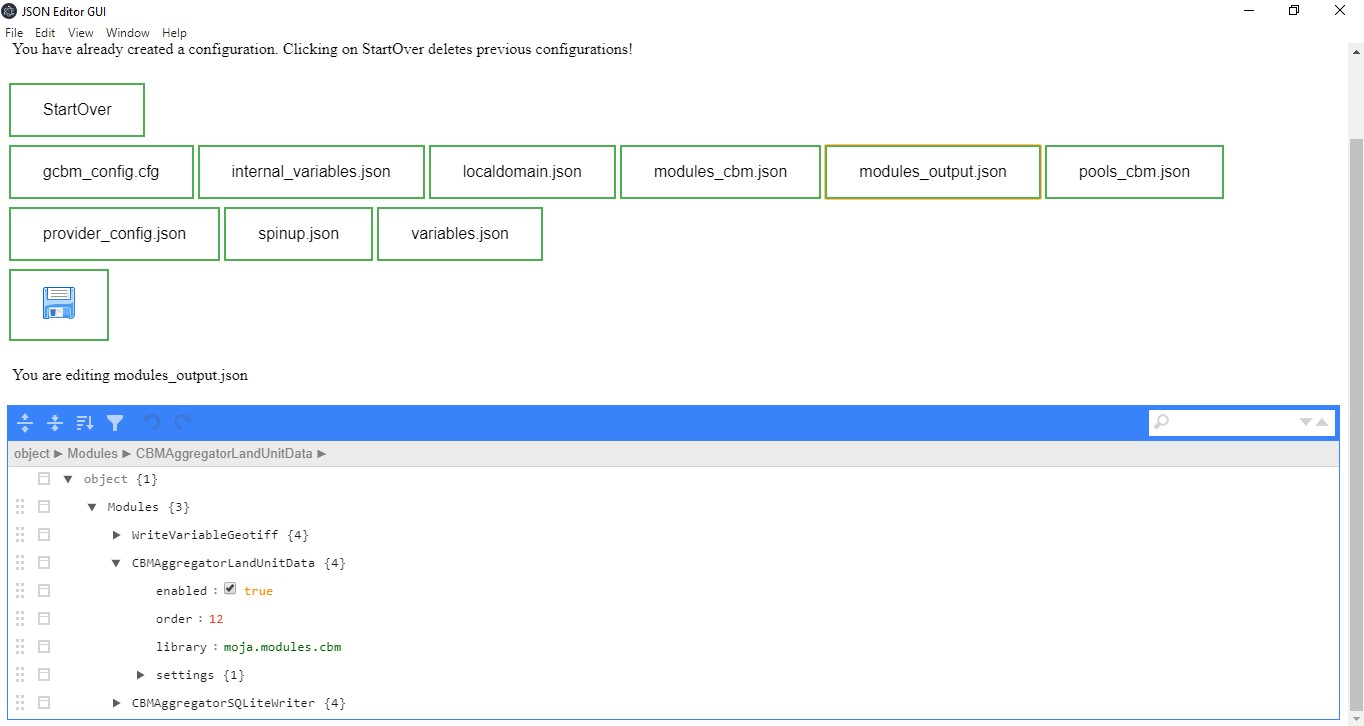 JSON Editor GUI
File Edit View Window Help
You have already created a configuration. Clicking on StartOver deletes previous configurations!
StartOver
gcbm_config.cfg internal_variables.json localdomain.json modules_cbm.json modules_output.json pools_cbm.json
provider_config.json spinup.json variables.json
You are editing modules_output.json
object ▶ Modules ▶ CBMAggregatorLandUnitData ▶
object {1}
Modules {3}
WriteVariableGeotiff {4}
CBMAggregatorLandUnitData {4}
enabled : true
order : 12
library : moja.modules.cbm
settings {1}
CBMAggregatorSQLiteWriter {4}